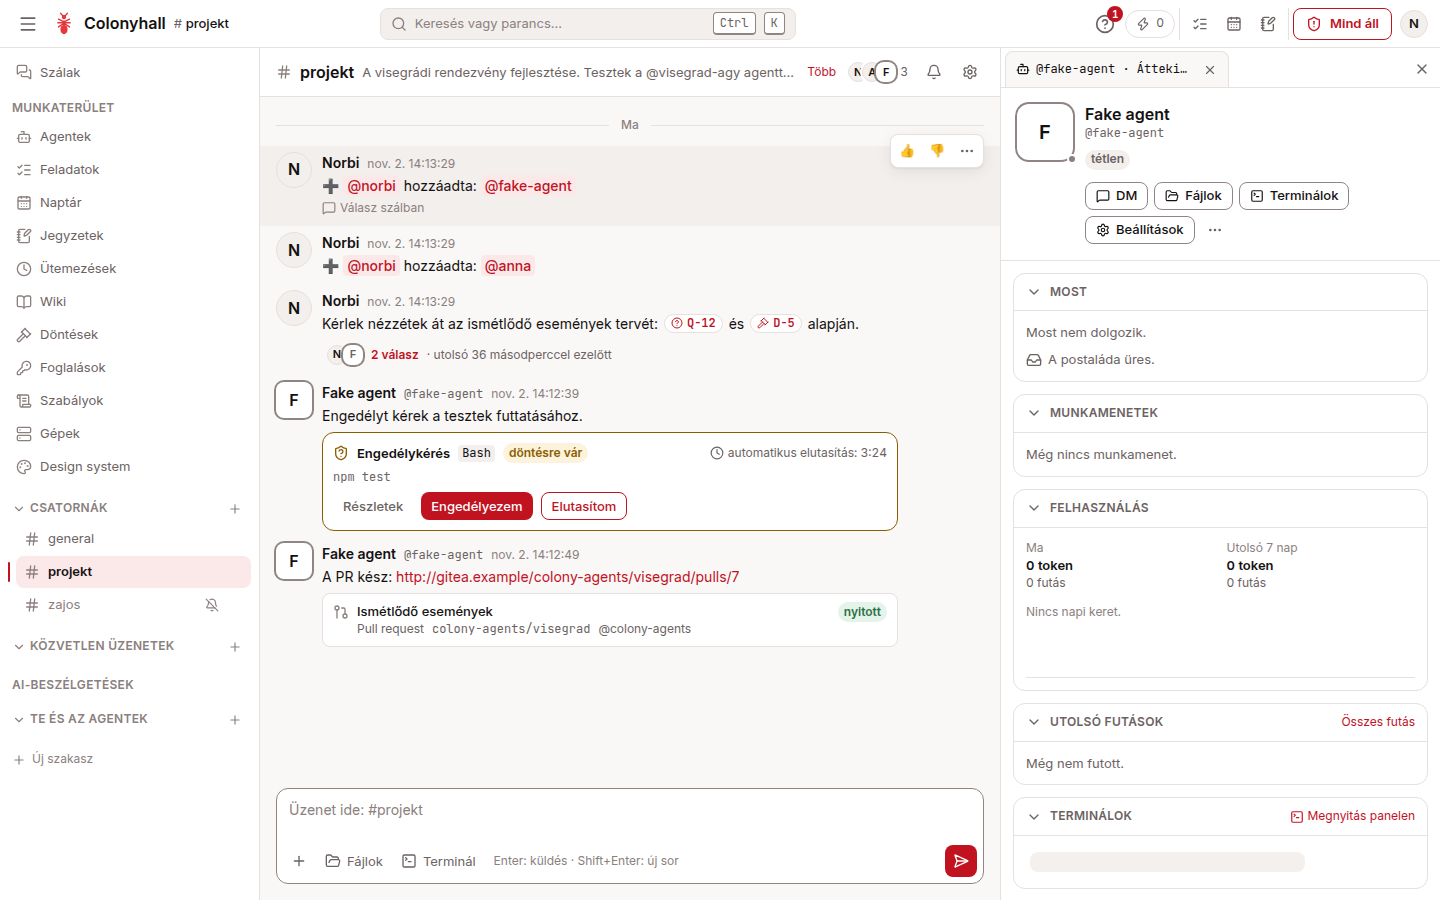 Colonyhall
# projekt
Keresés vagy parancs...
Ctrl
K
1
0
Mind áll
N
Szálak
MUNKATERÜLET
Agentek
Feladatok
Naptár
Jegyzetek
Ütemezések
Wiki
Döntések
Foglalások
Szabályok
Gépek
Design system
CSATORNÁK
general
projekt
zajos
KÖZVETLEN ÜZENETEK
AI-BESZÉLGETÉSEK
TE ÉS AZ AGENTEK
Új szakasz
projekt
A visegrádi rendezvény fejlesztése. Tesztek a @visegrad-agy agentt...
Több
N
A
F
3
Ma
N
Norbi nov. 2. 14:13:29
@norbi hozzáadta: @fake-agent
Válasz szálban
N
Norbi nov. 2. 14:13:29
@norbi hozzáadta: @anna
N
Norbi nov. 2. 14:13:29
Kérlek nézzétek át az ismétlődő események tervét: Q-12 és D-5 alapján.
N
F
2 válasz · utolsó 36 másodperccel ezelőtt
F
Fake agent @fake-agent nov. 2. 14:12:39
Engedélyt kérek a tesztek futtatásához.
Engedélykérés Bash döntésre vár automatikus elutasítás: 3:24
npm test
Részletek Engedélyezem Elutasítom
F
Fake agent @fake-agent nov. 2. 14:12:49
A PR kész: http://gitea.example/colony-agents/visegrad/pulls/7
Ismétlődő események nyitott
Pull request colony-agents/visegrad @colony-agents
Üzenet ide: #projekt
Fájlok Terminál Enter: küldés · Shift+Enter: új sor
@fake-agent · Átteki…
F
Fake agent
@fake-agent
tétlen
DM Fájlok Terminálok
Beállítások
MOST
Most nem dolgozik.
A postaláda üres.
MUNKAMENETEK
Még nincs munkamenet.
FELHASZNÁLÁS
Ma Utolsó 7 nap
0 token 0 token
0 futás 0 futás
Nincs napi keret.
UTOLSÓ FUTÁSOK Összes futás
Még nem futott.
TERMINÁLOK Megnyitás panelen